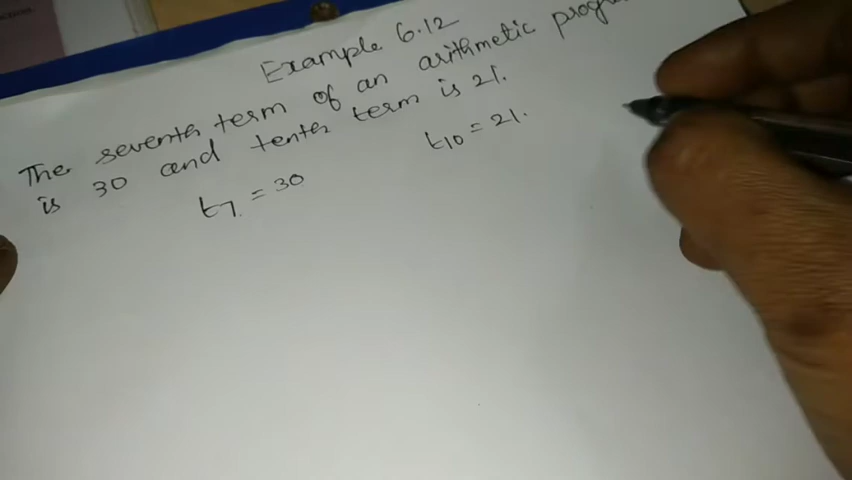 Example 6.12
The seventh term of an arithmetic
is 30 and tenth term is 21.
t7 = 30 t10 = 21.